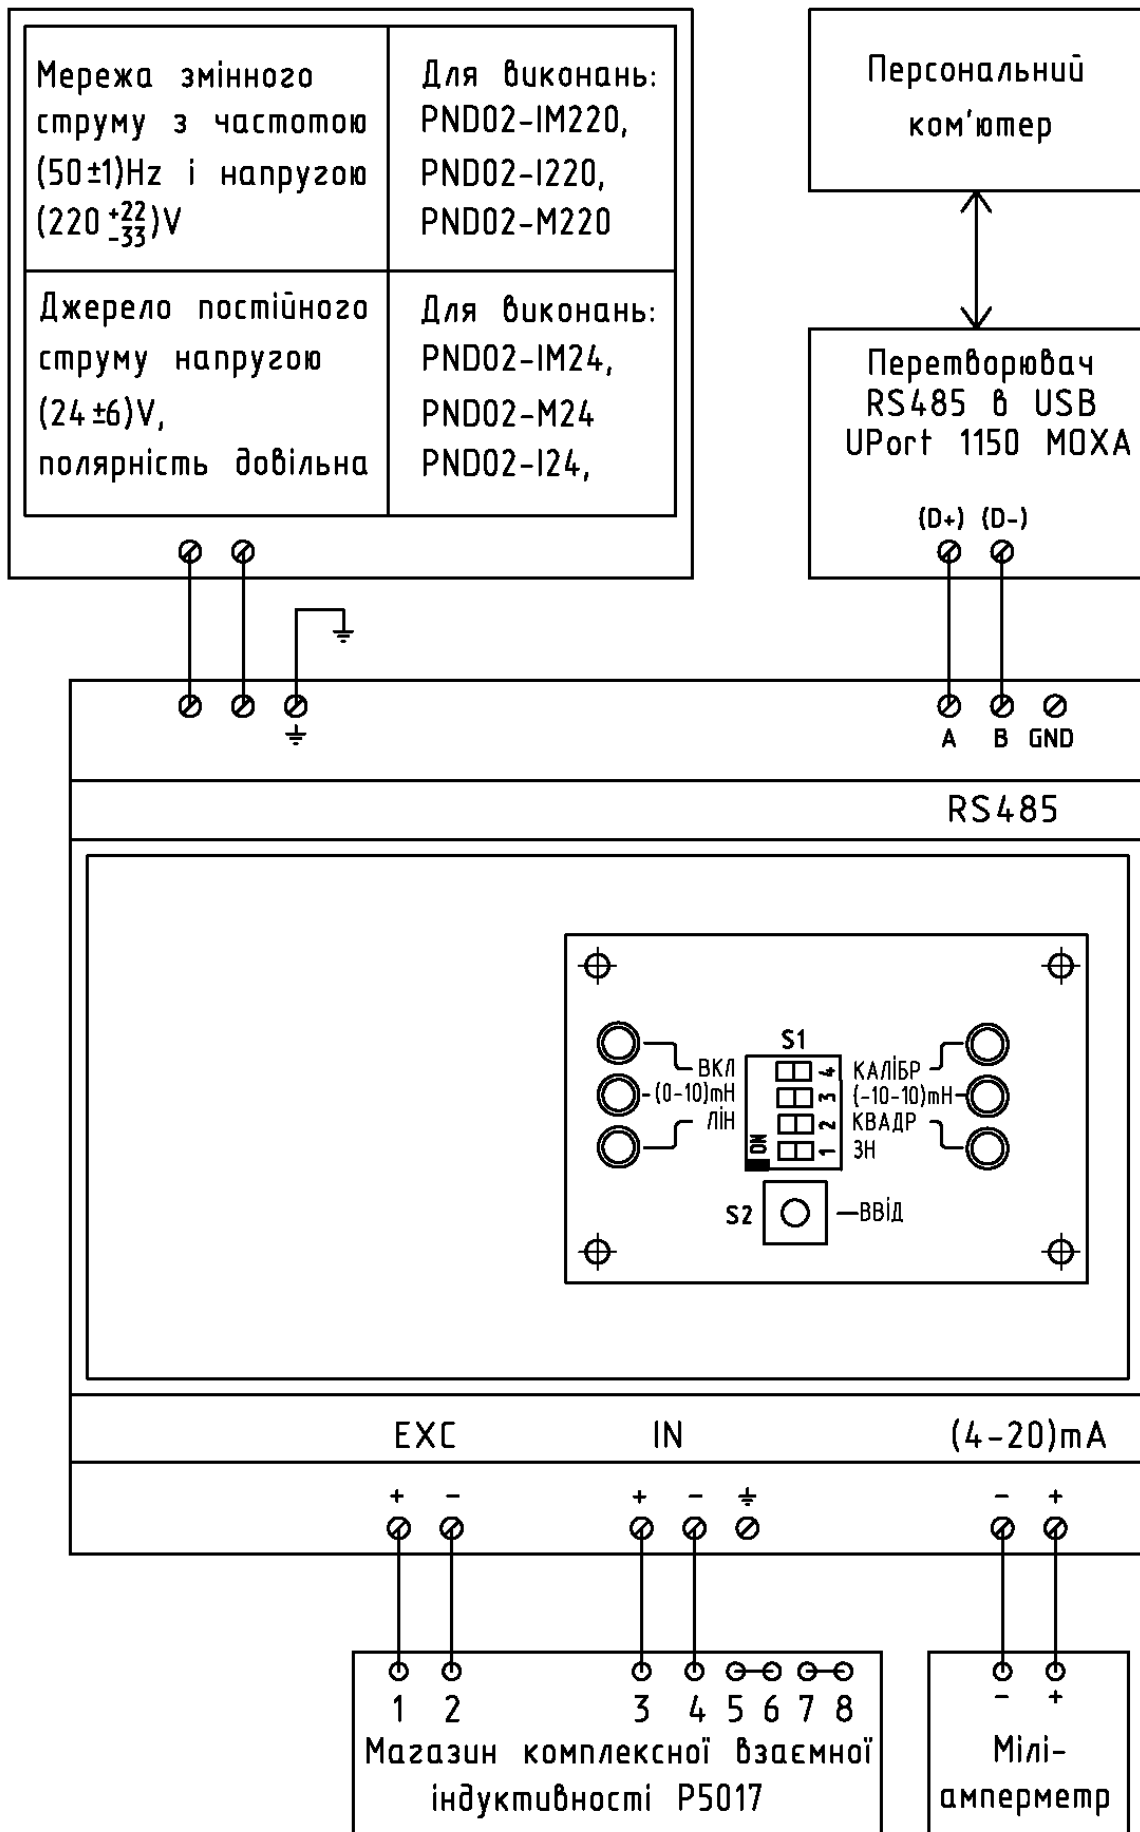 Мережа змінного
струму з частотою
(50±1)Hz і напругою
(220 +22 -33)V
Для виконань:
PND02-IM220,
PND02-I220,
PND02-M220
Джерело постійного
струму напругою
(24±6)V,
полярність довільна
Для виконань:
PND02-IM24,
PND02-M24
PND02-I24,
Персональний
ком'ютер
Перетворювач
RS485 в USB
UPort 1150 MOXA
(D+) (D-)
A B GND
RS485
S1
ВКЛ
(0-10)mH
ЛІН
ON
4
3
2
1
КАЛІБР
(-10-10)mH
КВАДР
ЗН
S2
ВВІД
EXC IN (4-20)mA
+ - + - - +
1 2 3 4 5 6 7 8
Магазин комплексної взаємної
індуктивності Р5017
- +
Мілі-
амперметр